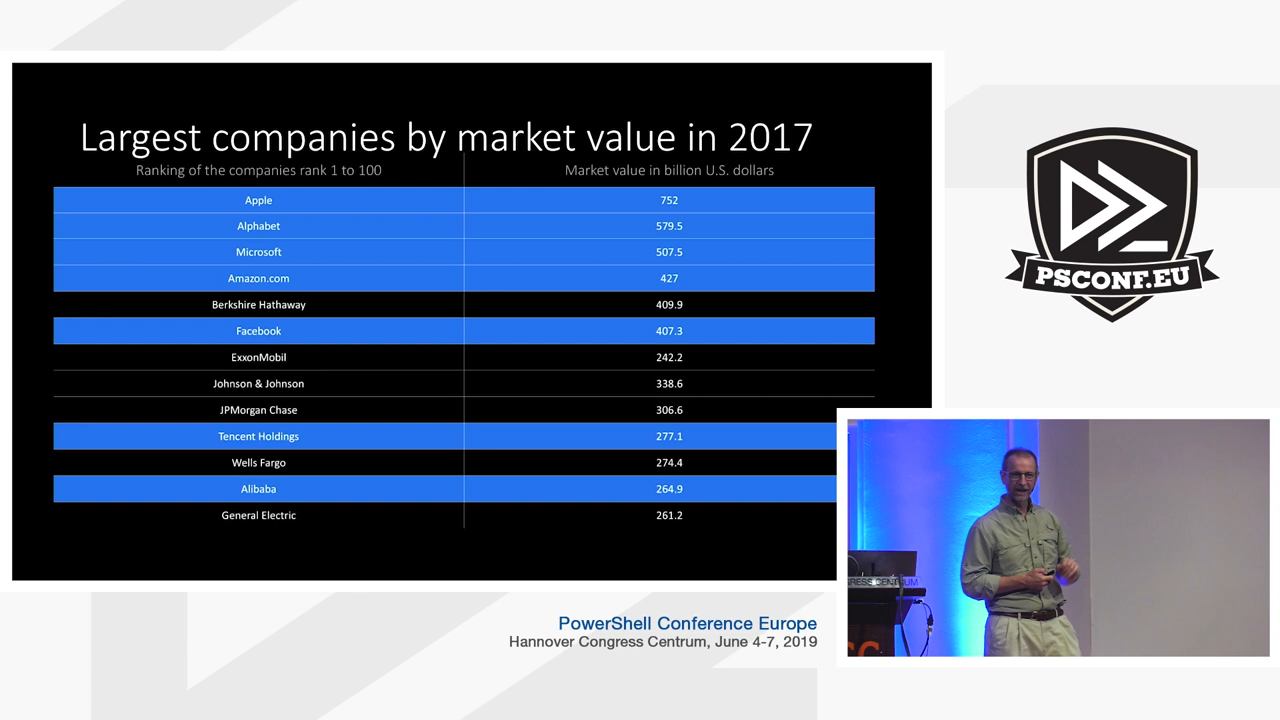 Largest companies by market value in 2017
Ranking of the companies rank 1 to 100 Market value in billion U.S. dollars
Apple 752
Alphabet 579.5
Microsoft 507.5
Amazon.com 427
Berkshire Hathaway 409.9
Facebook 407.3
ExxonMobil 242.2
Johnson & Johnson 338.6
JPMorgan Chase 306.6
Tencent Holdings 277.1
Wells Fargo 274.4
Alibaba 264.9
General Electric 261.2
PSCONF.EU
CENTRUM
PowerShell Conference Europe
Hannover Congress Centrum, June 4-7, 2019